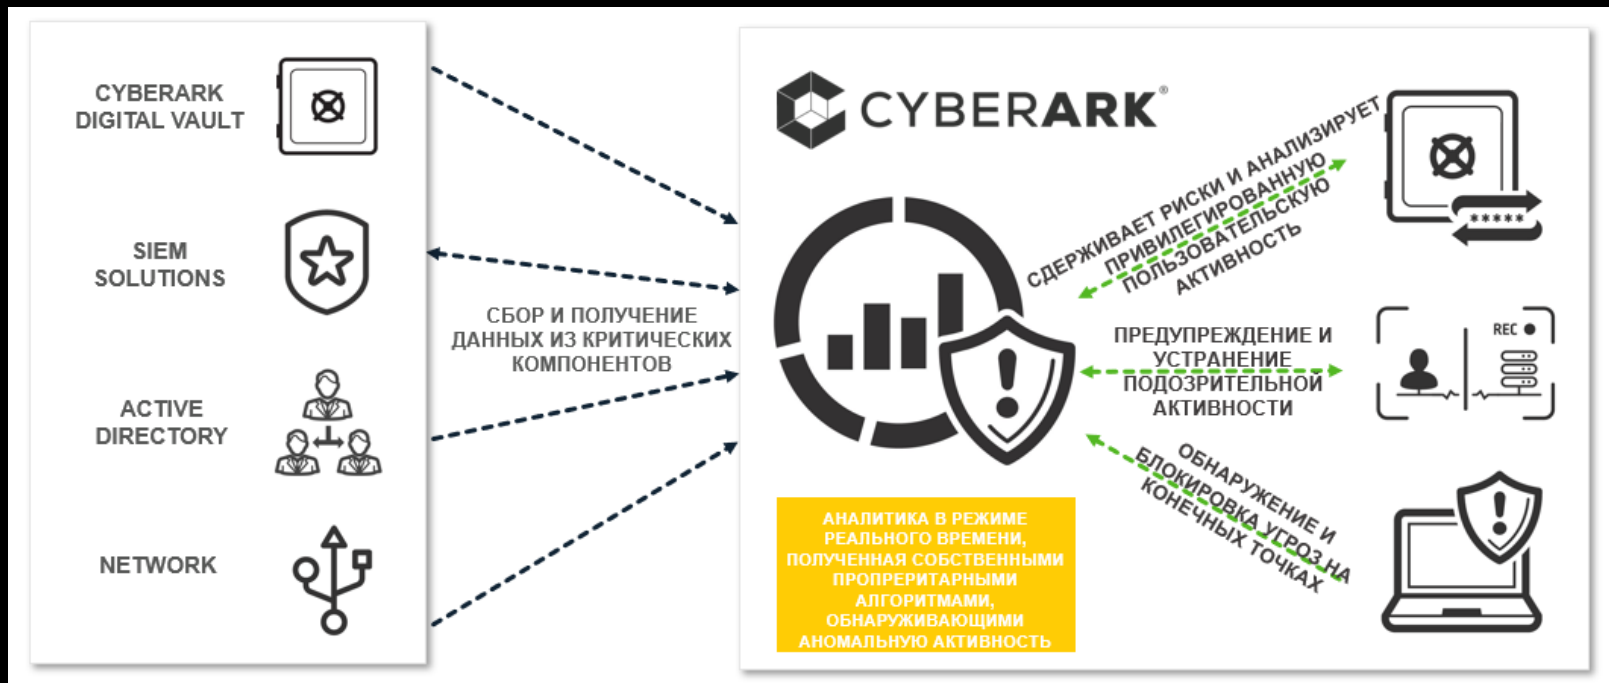 CYBERARK
DIGITAL VAULT
SIEM
SOLUTIONS
ACTIVE
DIRECTORY
NETWORK
СБОР И ПОЛУЧЕНИЕ
ДАННЫХ ИЗ КРИТИЧЕСКИХ
КОМПОНЕНТОВ
CYBERARK®
АНАЛИТИКА В РЕЖИМЕ
РЕАЛЬНОГО ВРЕМЕНИ,
ПОЛУЧЕННАЯ СОБСТВЕННЫМИ
ПРОПРЕРИТАРНЫМИ
АЛГОРИТМАМИ,
ОБНАРУЖИВАЮЩИМИ
АНОМАЛЬНУЮ АКТИВНОСТЬ
СДЕРЖИВАЕТ РИСКИ И АНАЛИЗИРУЕТ
ПРИВИЛЕГИРОВАННУЮ
ПОЛЬЗОВАТЕЛЬСКУЮ
АКТИВНОСТЬ
*****
ПРЕДУПРЕЖДЕНИЕ И
УСТРАНЕНИЕ
ПОДОЗРИТЕЛЬНОЙ
АКТИВНОСТИ
REC
ОБНАРУЖЕНИЕ И
БЛОКИРОВКА УГРОЗ НА
КОНЕЧНЫХ ТОЧКАХ